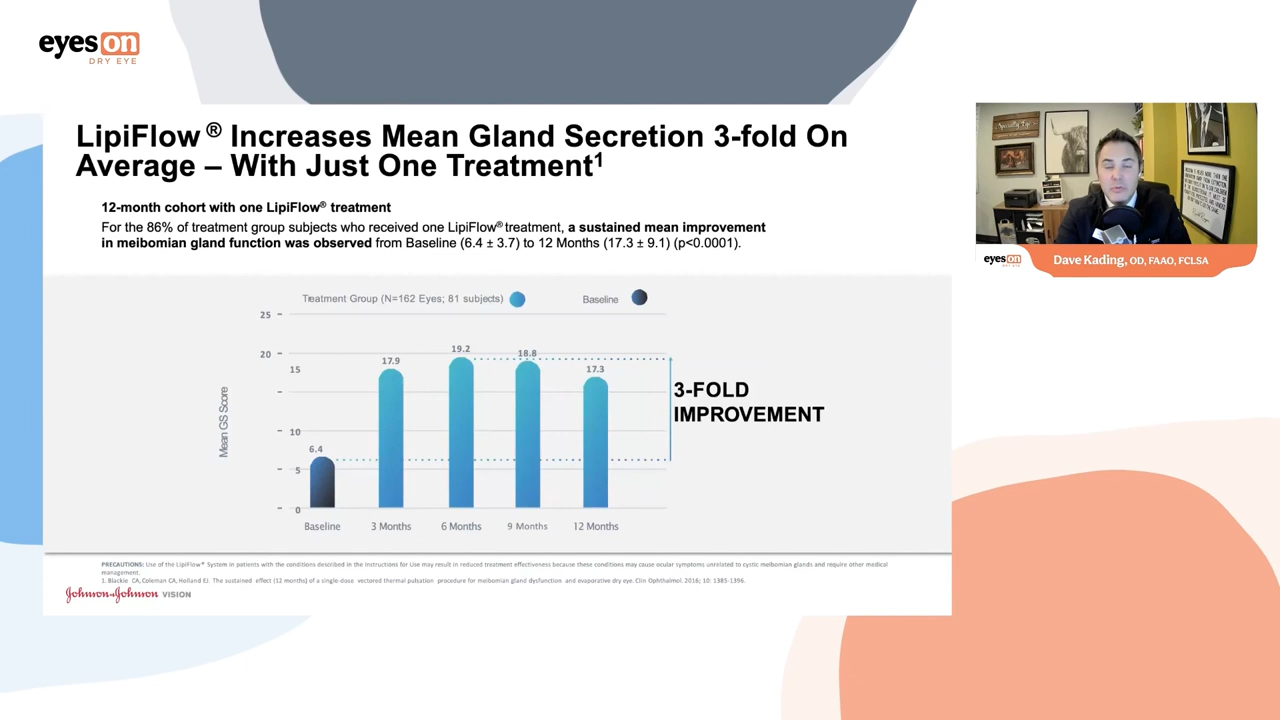 eyes on
DRY EYE
LipiFlow ® Increases Mean Gland Secretion 3-fold On
Average – With Just One Treatment1
12-month cohort with one LipiFlow® treatment
For the 86% of treatment group subjects who received one LipiFlow® treatment, a sustained mean improvement
in meibomian gland function was observed from Baseline (6.4 ± 3.7) to 12 Months (17.3 ± 9.1) (p<0.0001).
Treatment Group (N=162 Eyes; 81 subjects)
Baseline
Mean GS Score
25
20
15
10
5
0
6.4
17.9
19.2
18.8
17.3
Baseline
3 Months
6 Months
9 Months
12 Months
3-FOLD
IMPROVEMENT
PRECAUTIONS: Use of the LipiFlow® System in patients with the conditions described in the Instructions for Use may result in reduced treatment effectiveness because these conditions may cause ocular symptoms unrelated to cystic meibomian glands and require other medical
management.
1. Blackie CA, Coleman CA, Holland EJ. The sustained effect (12 months) of a single-dose vectored thermal pulsation procedure for meibomian gland dysfunction and evaporative dry eye. Clin Ophthalmol. 2016; 10: 1385-1396.
Johnson & Johnson VISION
eyes on
DRY EYE
Dave Kading, OD, FAAO, FCLSA